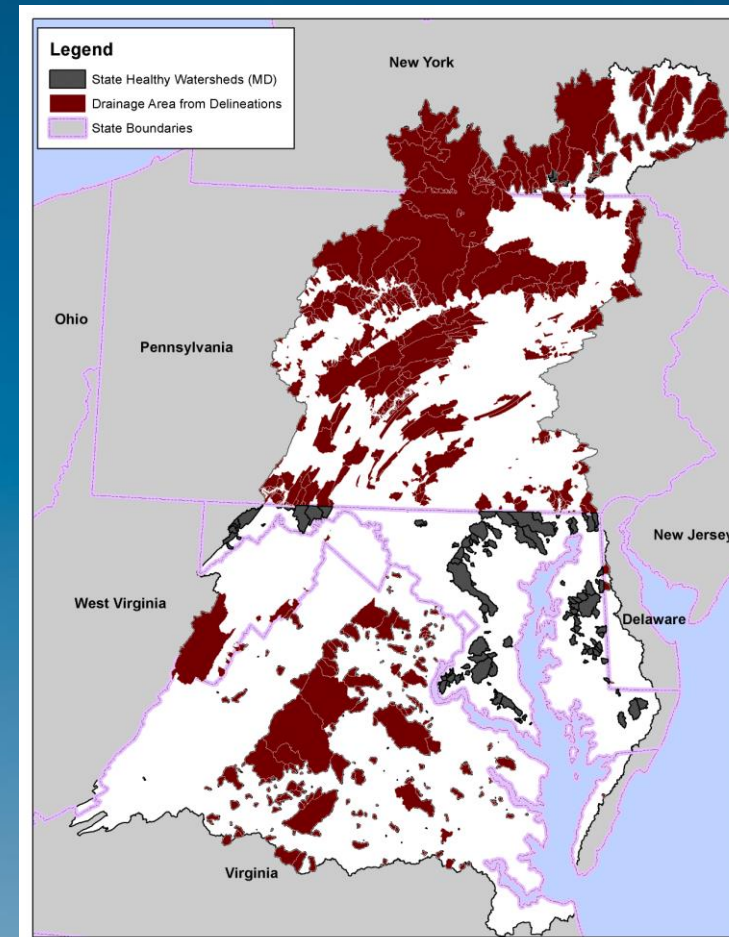 Legend
State Healthy Watersheds (MD)
Drainage Area from Delineations
State Boundaries
New York
Ohio
Pennsylvania
New Jersey
West Virginia
Delaware
Virginia